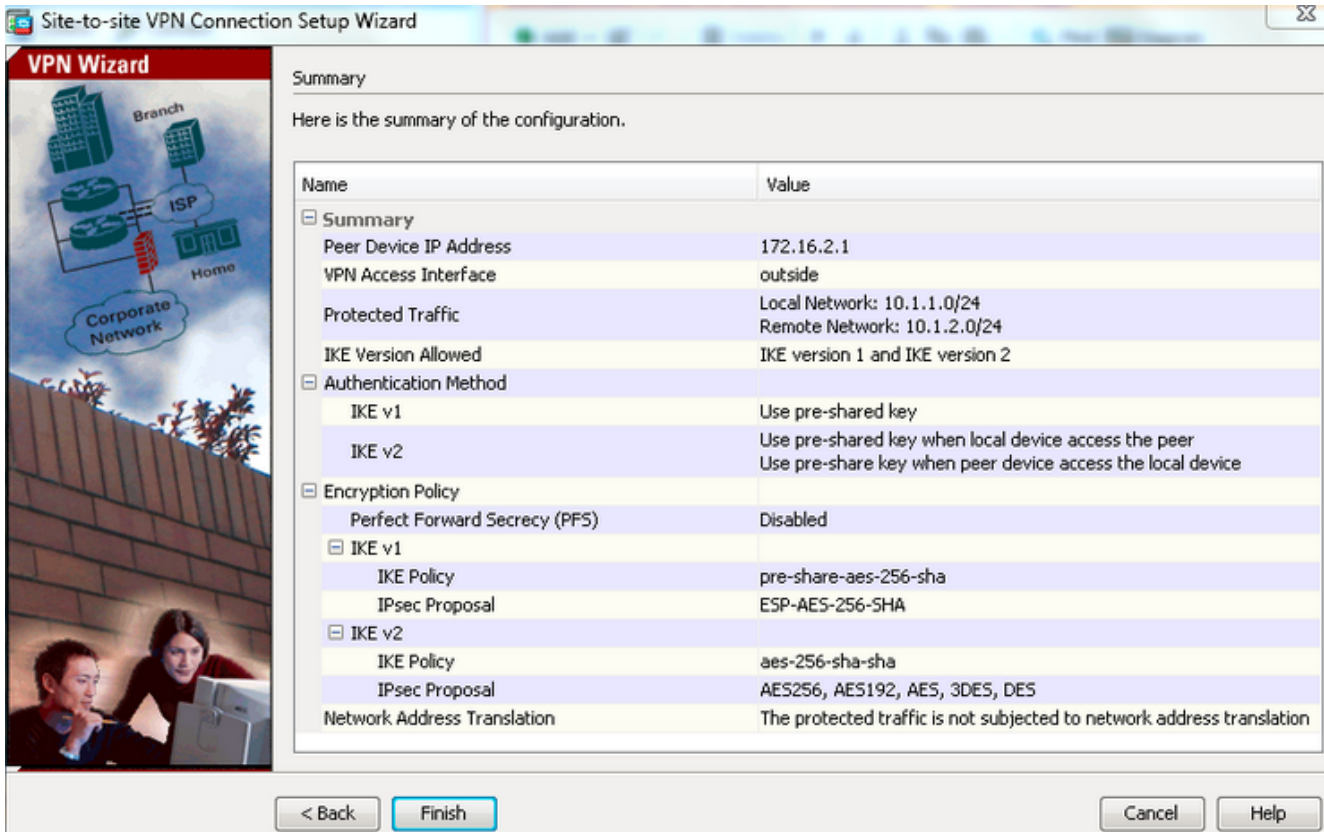 Site-to-site VPN Connection Setup Wizard
VPN Wizard
Branch
ISP
Home
Corporate
Network
Summary
Here is the summary of the configuration.
Name Value
Summary
Peer Device IP Address 172.16.2.1
VPN Access Interface outside
Protected Traffic Local Network: 10.1.1.0/24
Remote Network: 10.1.2.0/24
IKE Version Allowed IKE version 1 and IKE version 2
Authentication Method
IKE v1 Use pre-shared key
IKE v2 Use pre-shared key when local device access the peer
Use pre-share key when peer device access the local device
Encryption Policy
Perfect Forward Secrecy (PFS) Disabled
IKE v1
IKE Policy pre-share-aes-256-sha
IPsec Proposal ESP-AES-256-SHA
IKE v2
IKE Policy aes-256-sha-sha
IPsec Proposal AES256, AES192, AES, 3DES, DES
Network Address Translation The protected traffic is not subjected to network address translation
< Back Finish Cancel Help